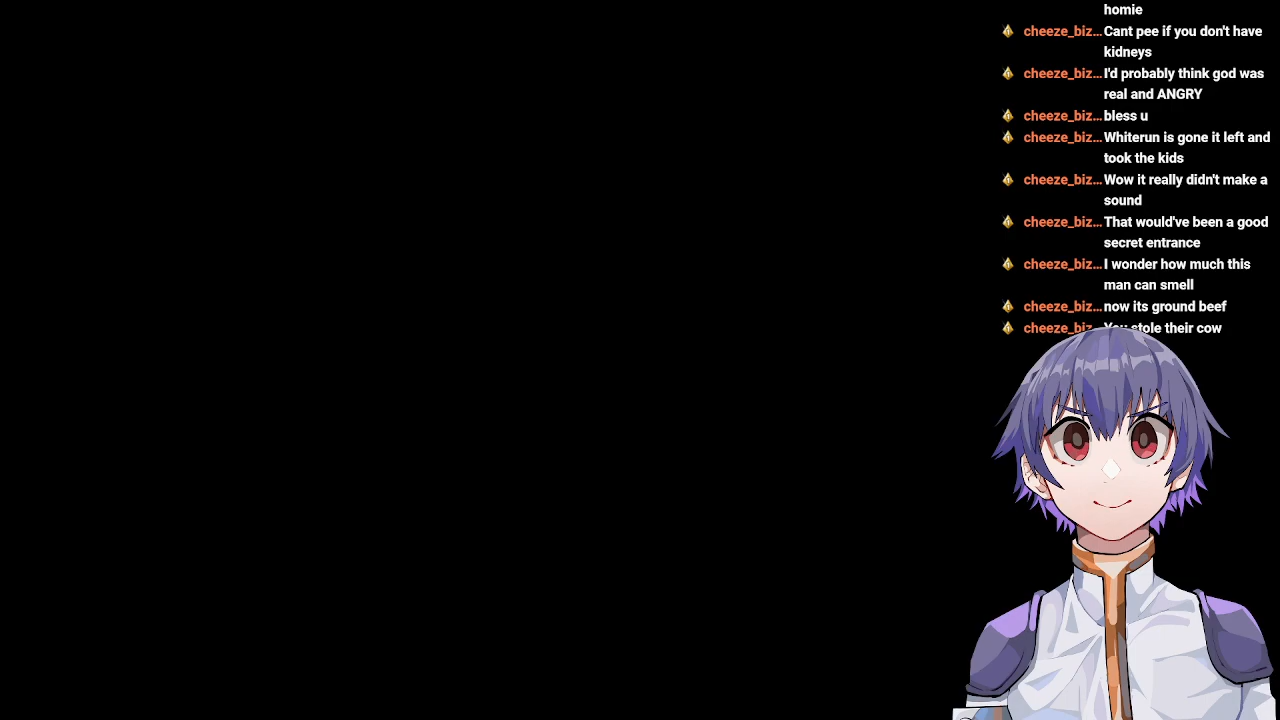 homie
cheeze_biz... Cant pee if you don't have
kidneys
cheeze_biz... I'd probably think god was
real and ANGRY
cheeze_biz... bless u
cheeze_biz... Whiterun is gone it left and
took the kids
cheeze_biz... Wow it really didn't make a
sound
cheeze_biz... That would've been a good
secret entrance
cheeze_biz... I wonder how much this
man can smell
cheeze_biz... now its ground beef
cheeze_biz... You stole their cow